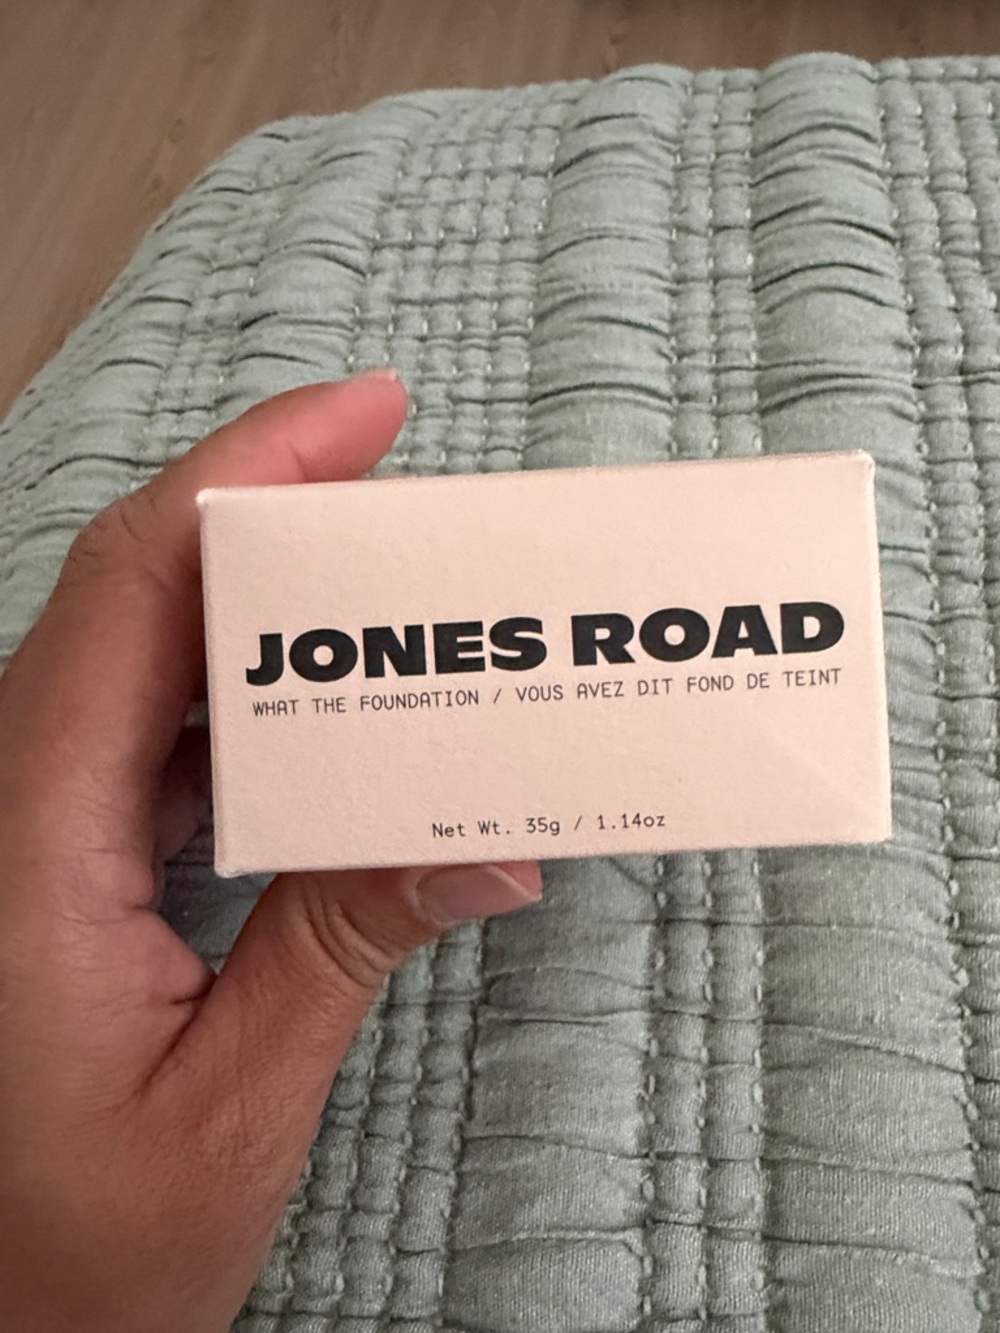 JONES ROAD
WHAT THE FOUNDATION / VOUS AVEZ DIT FOND DE TEINT
Net Wt. 35g / 1.14oz